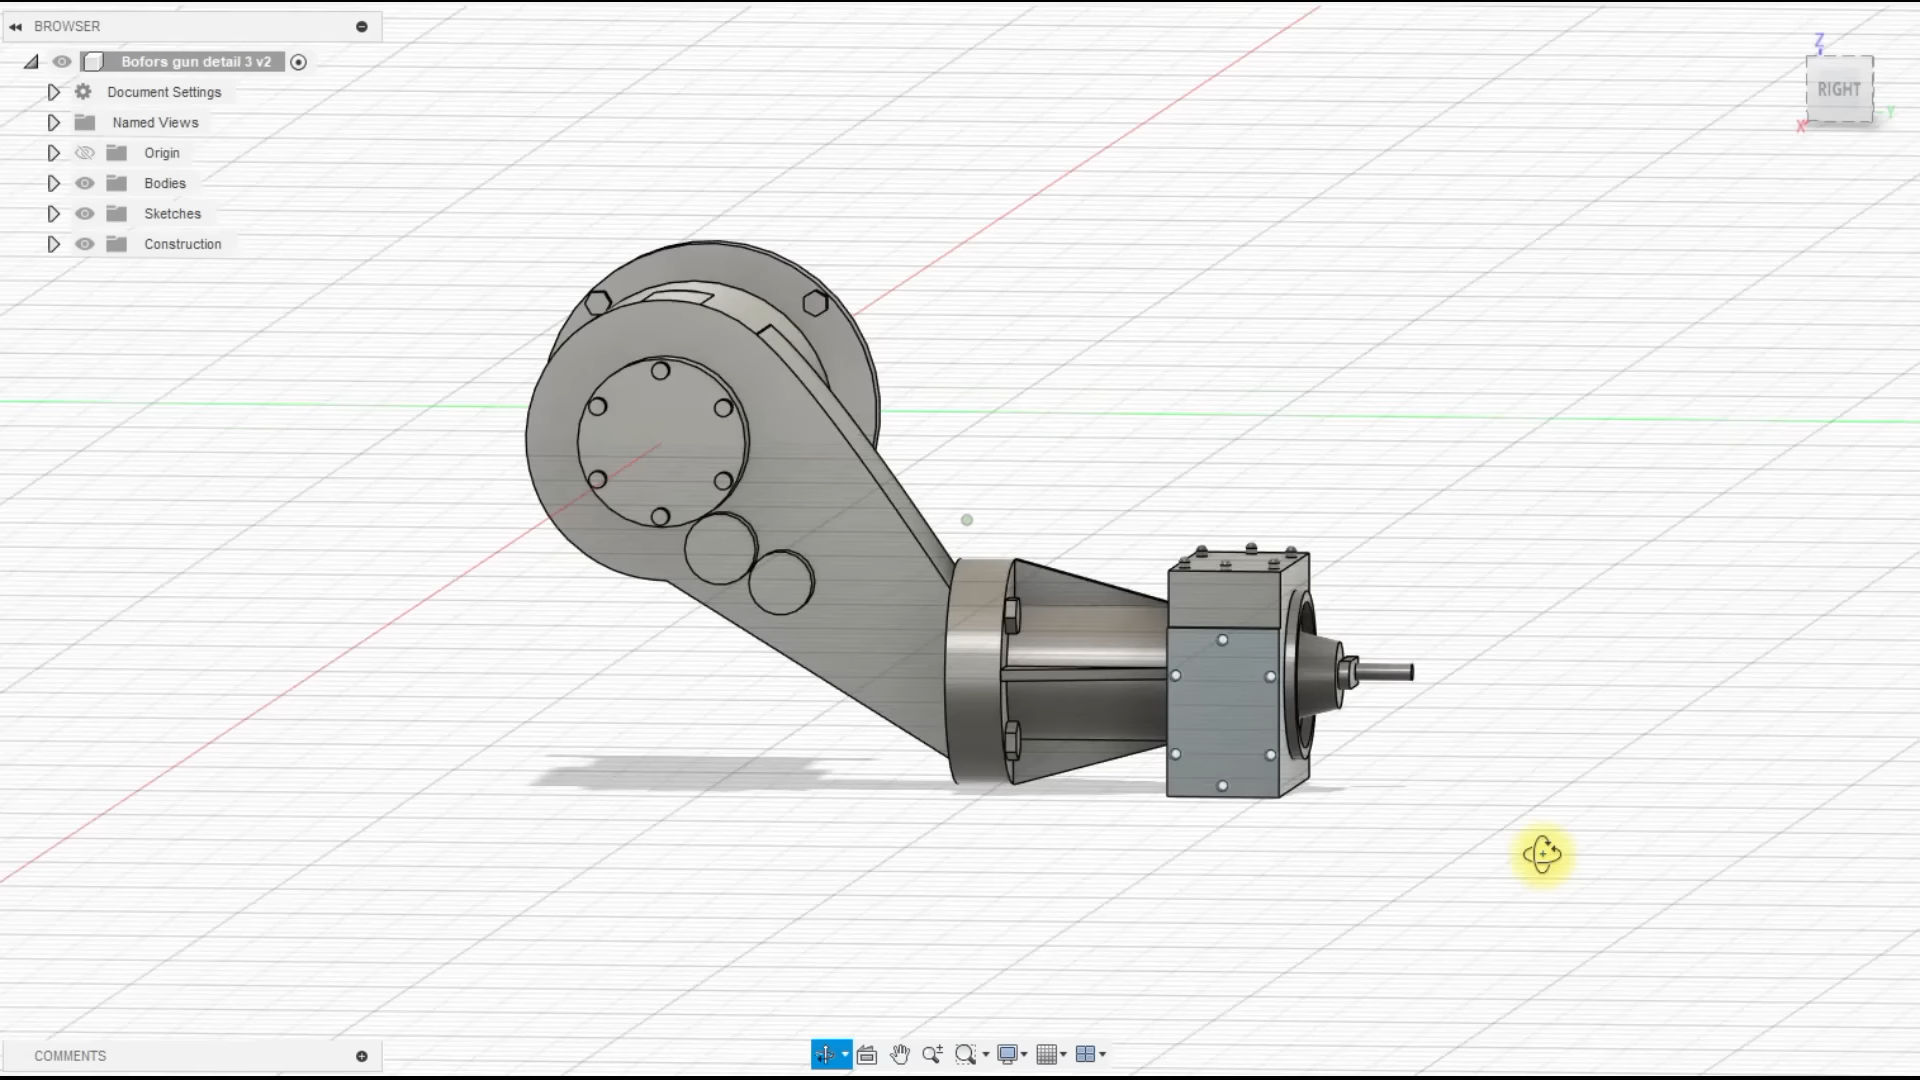 BROWSER
Bofors gun detail 3 v2
Document Settings
Named Views
Origin
Bodies
Sketches
Construction
Z
RIGHT
Y
X
COMMENTS